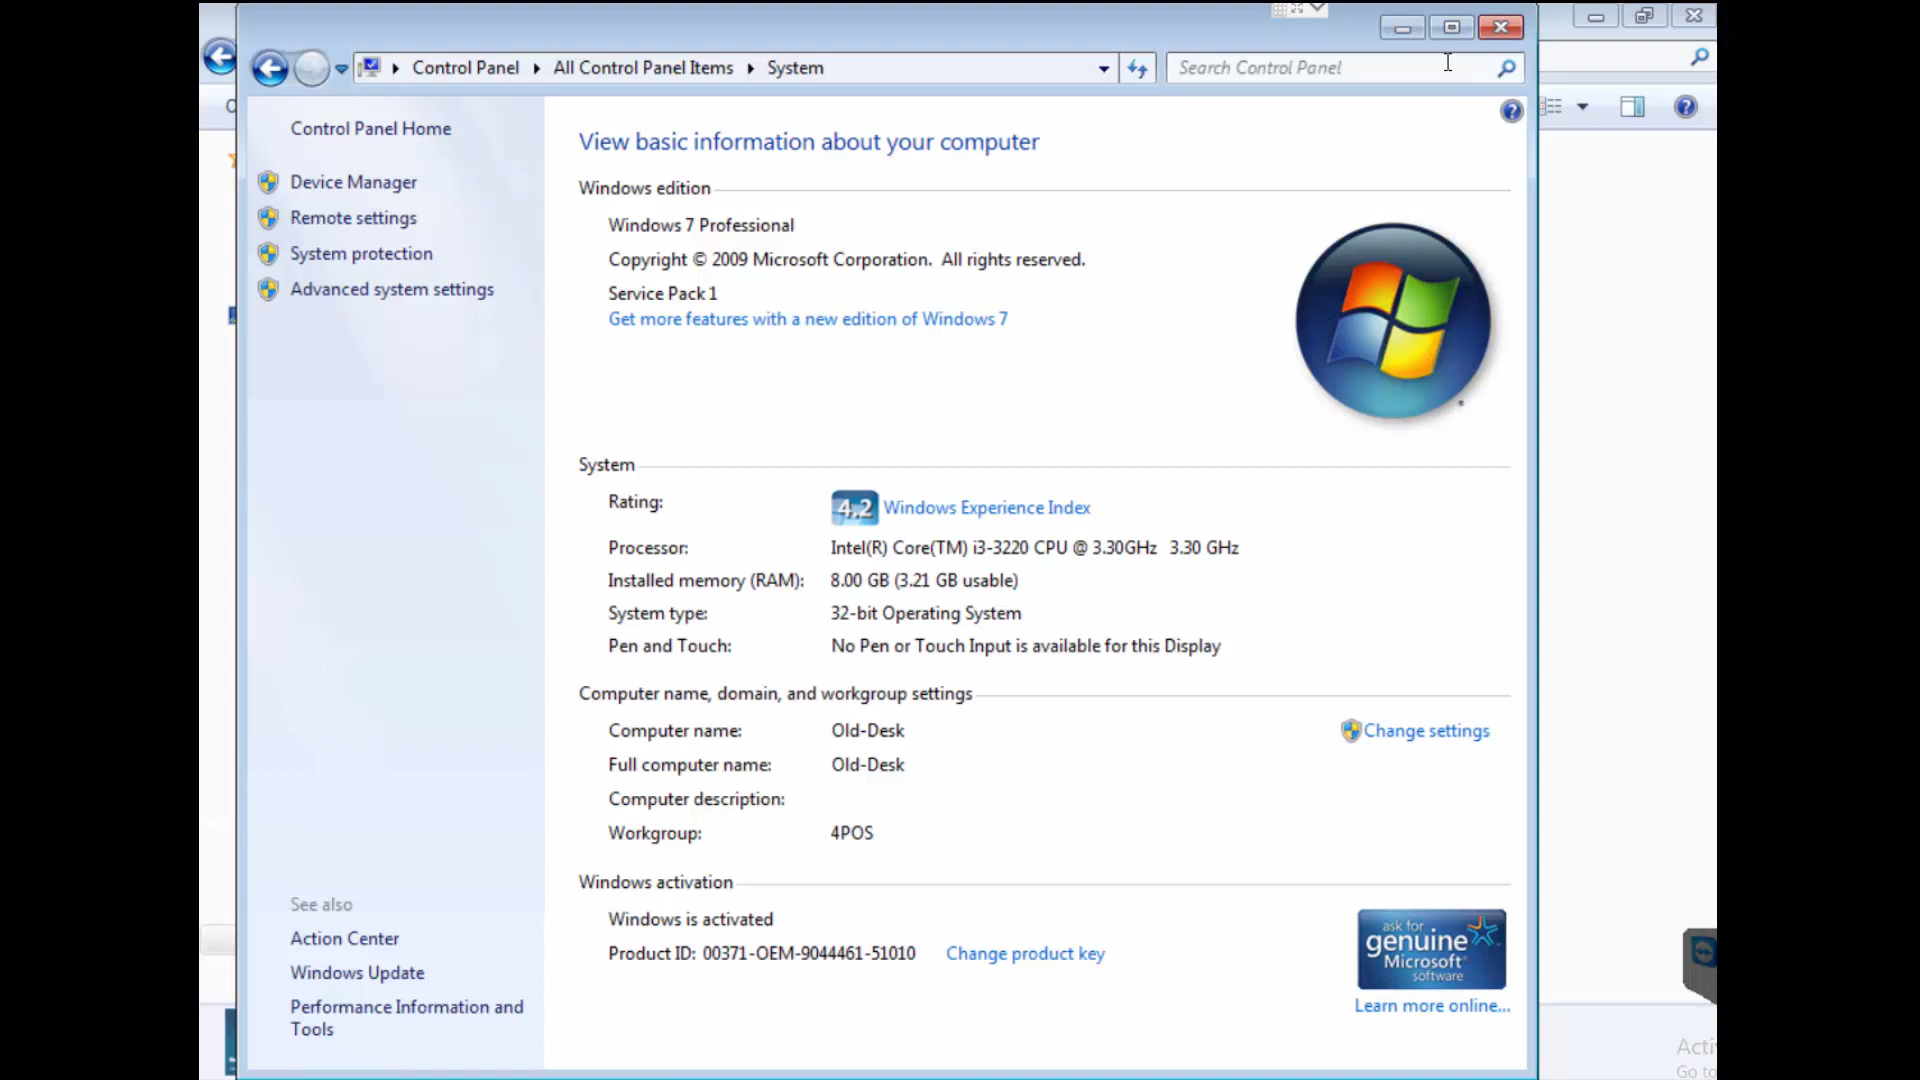 Control Panel ▸ All Control Panel Items ▸ System
Search Control Panel
Control Panel Home
Device Manager
Remote settings
System protection
Advanced system settings
See also
Action Center
Windows Update
Performance Information and
Tools
View basic information about your computer
Windows edition
Windows 7 Professional
Copyright © 2009 Microsoft Corporation. All rights reserved.
Service Pack 1
Get more features with a new edition of Windows 7
System
Rating: 4.2 Windows Experience Index
Processor: Intel(R) Core(TM) i3-3220 CPU @ 3.30GHz 3.30 GHz
Installed memory (RAM): 8.00 GB (3.21 GB usable)
System type: 32-bit Operating System
Pen and Touch: No Pen or Touch Input is available for this Display
Computer name, domain, and workgroup settings
Computer name: Old-Desk Change settings
Full computer name: Old-Desk
Computer description:
Workgroup: 4POS
Windows activation
Windows is activated
Product ID: 00371-OEM-9044461-51010 Change product key
ask for
genuine
Microsoft
software
Learn more online...
Go to